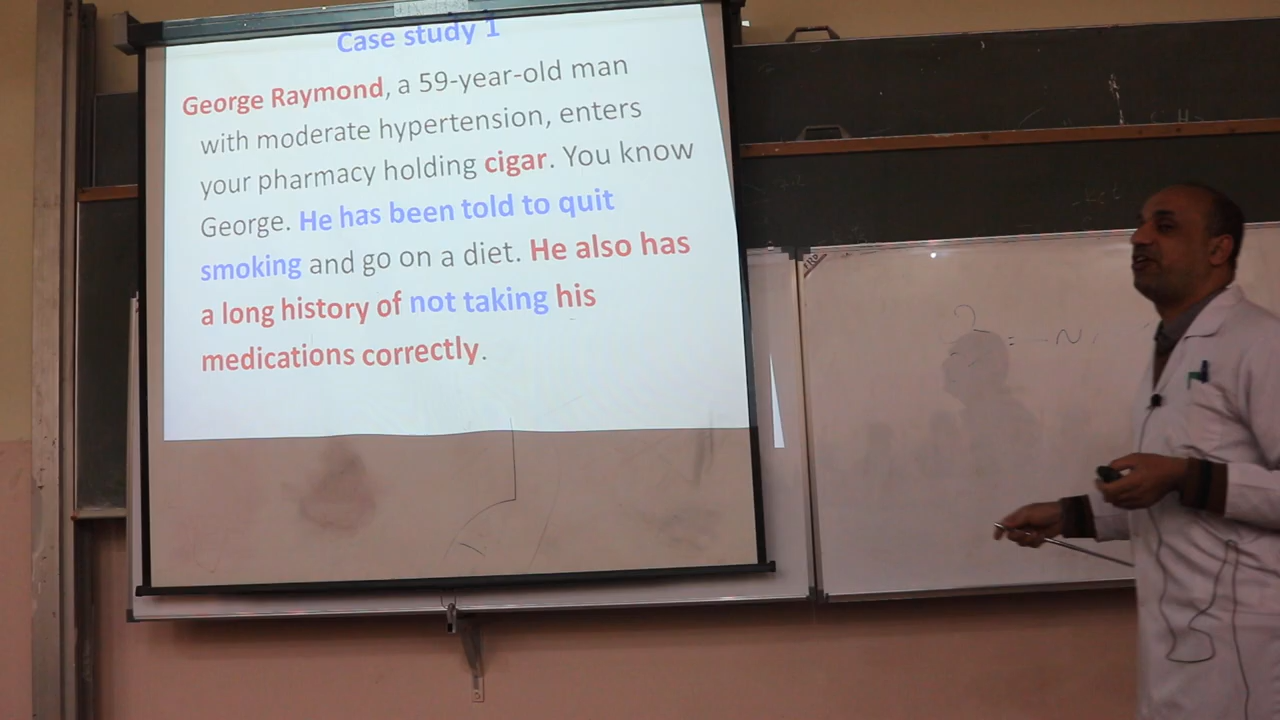 Case study 1
George Raymond, a 59-year-old man
with moderate hypertension, enters
your pharmacy holding cigar. You know
George. He has been told to quit
smoking and go on a diet. He also has
a long history of not taking his
medications correctly.